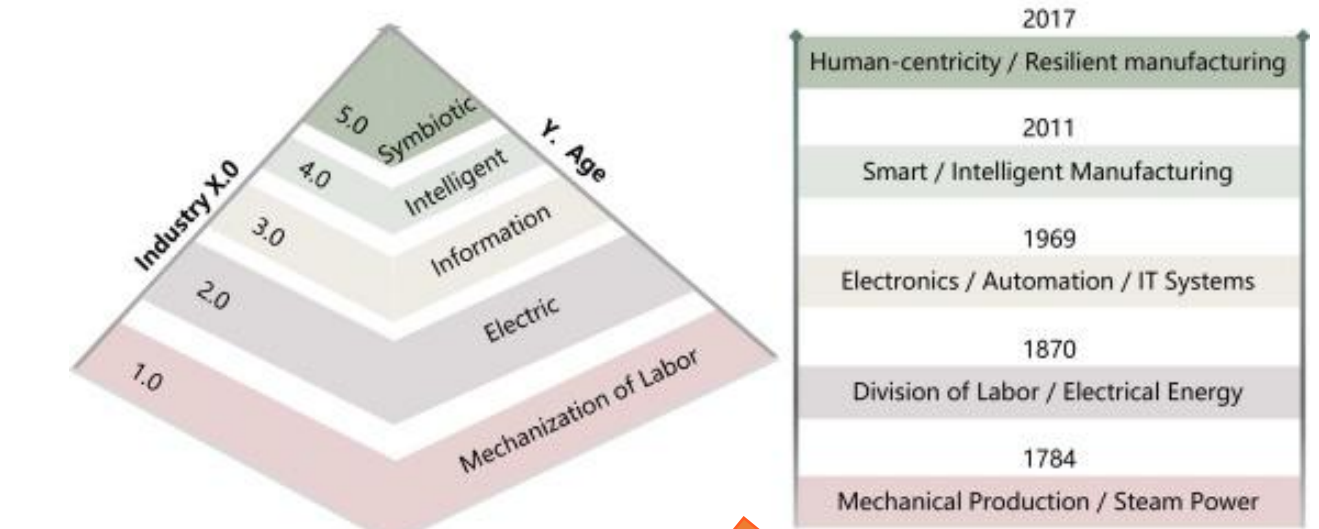 Industry X.0
Y. Age
5.0 Symbiotic
4.0 Intelligent
3.0 Information
2.0 Electric
1.0 Mechanization of Labor
2017
Human-centricity / Resilient manufacturing
2011
Smart / Intelligent Manufacturing
1969
Electronics / Automation / IT Systems
1870
Division of Labor / Electrical Energy
1784
Mechanical Production / Steam Power